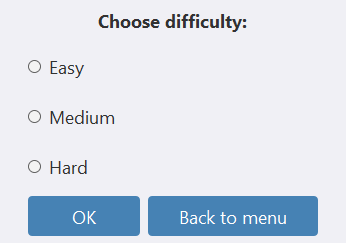 Choose difficulty:
Easy
Medium
Hard
OK Back to menu